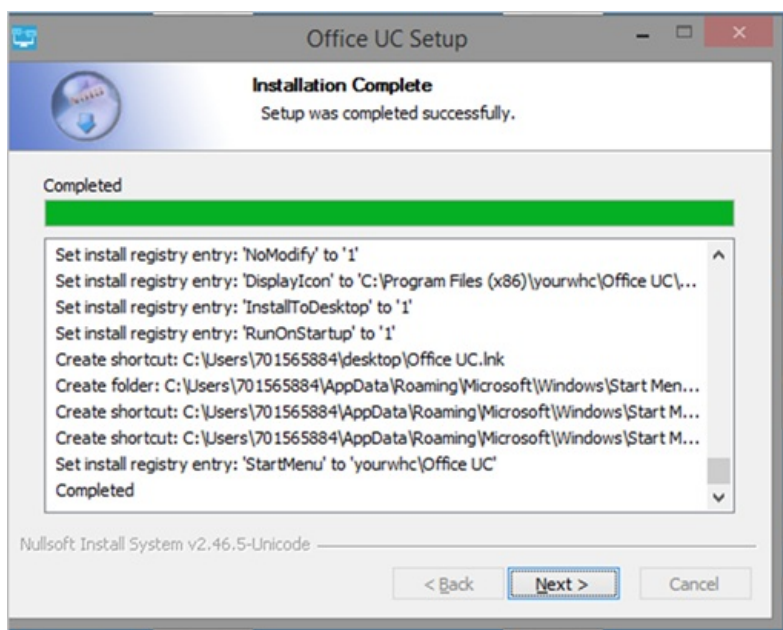 Office UC Setup
Installation Complete
Setup was completed successfully.
Completed
Set install registry entry: 'NoModify' to '1'
Set install registry entry: 'DisplayIcon' to 'C:\Program Files (x86)\yourwhc\Office UC\...
Set install registry entry: 'InstallToDesktop' to '1'
Set install registry entry: 'RunOnStartup' to '1'
Create shortcut: C:\Users\701565884\desktop\Office UC.lnk
Create folder: C:\Users\701565884\AppData\Roaming\Microsoft\Windows\Start Men...
Create shortcut: C:\Users\701565884\AppData\Roaming\Microsoft\Windows\Start M...
Create shortcut: C:\Users\701565884\AppData\Roaming\Microsoft\Windows\Start M...
Set install registry entry: 'StartMenu' to 'yourwhc\Office UC'
Completed
Nullsoft Install System v2.46.5-Unicode
< Back Next > Cancel